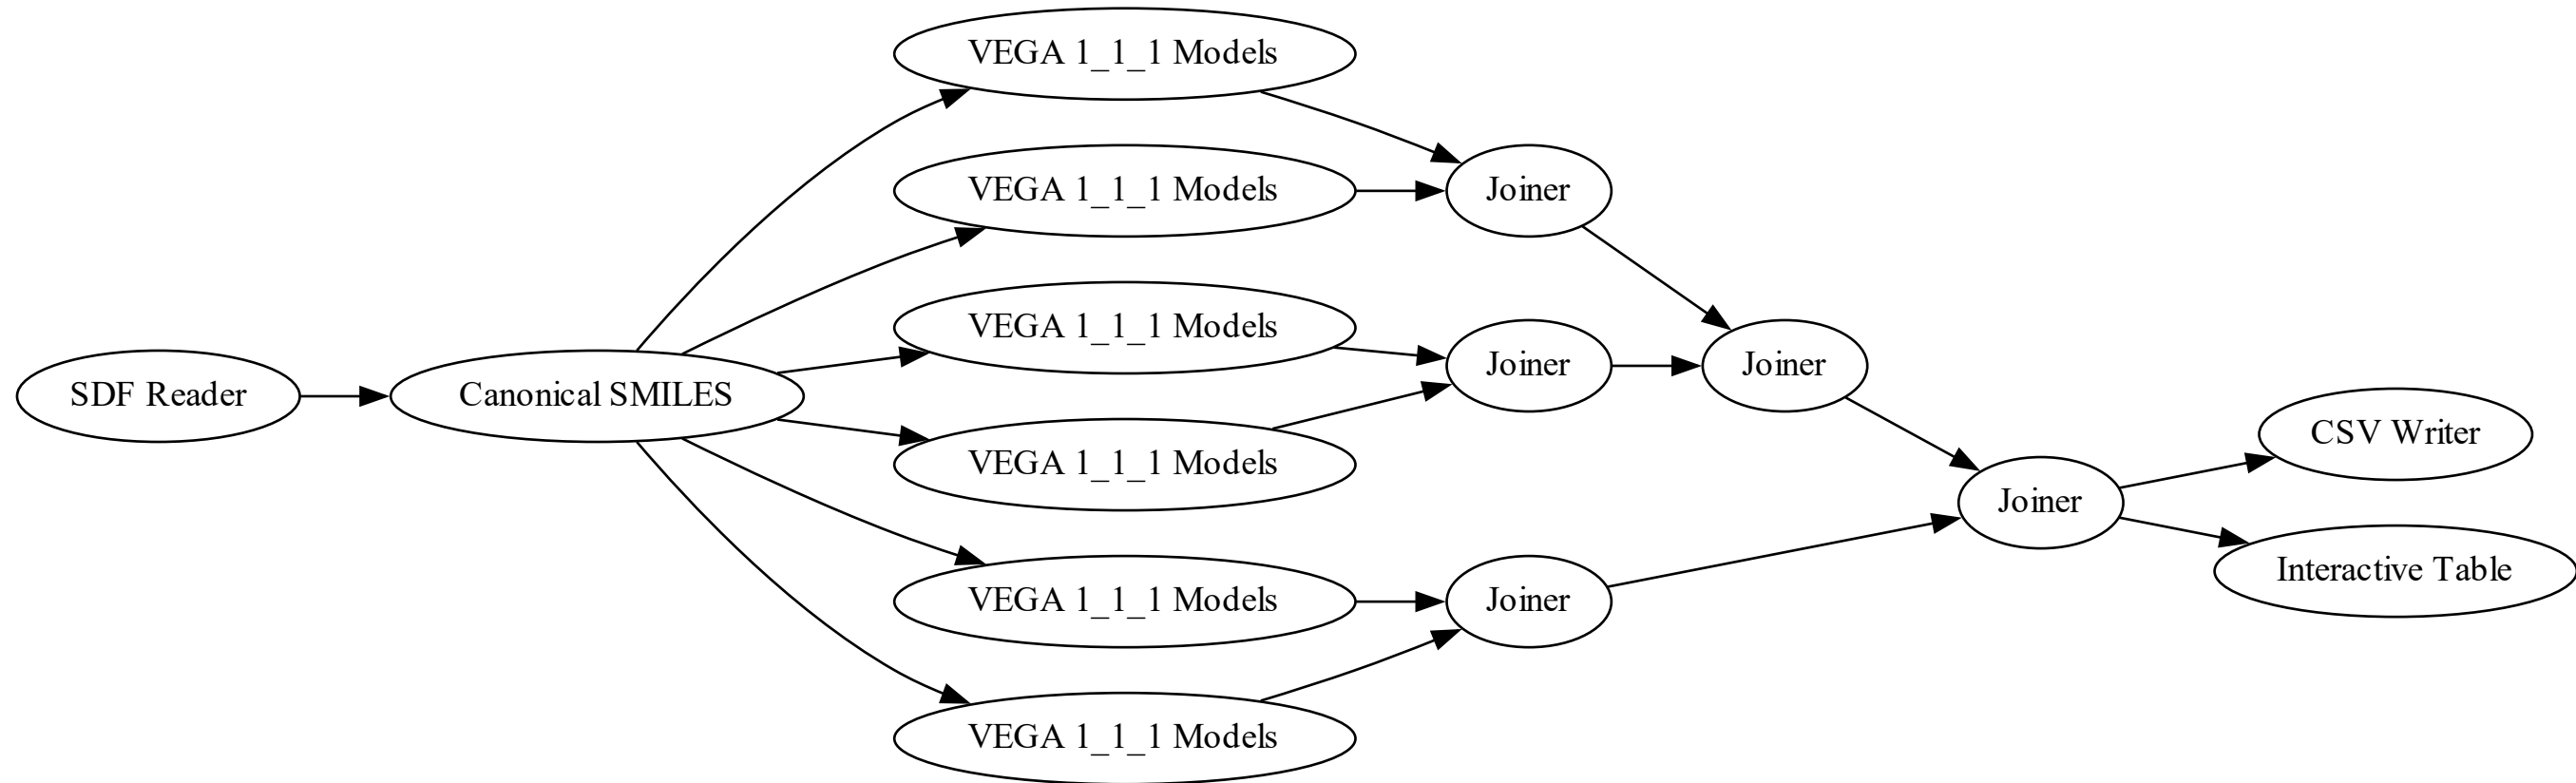 SDF Reader
Canonical SMILES
VEGA 1_1_1 Models
VEGA 1_1_1 Models
VEGA 1_1_1 Models
VEGA 1_1_1 Models
VEGA 1_1_1 Models
VEGA 1_1_1 Models
Joiner
Joiner
Joiner
Joiner
Joiner
CSV Writer
Interactive Table